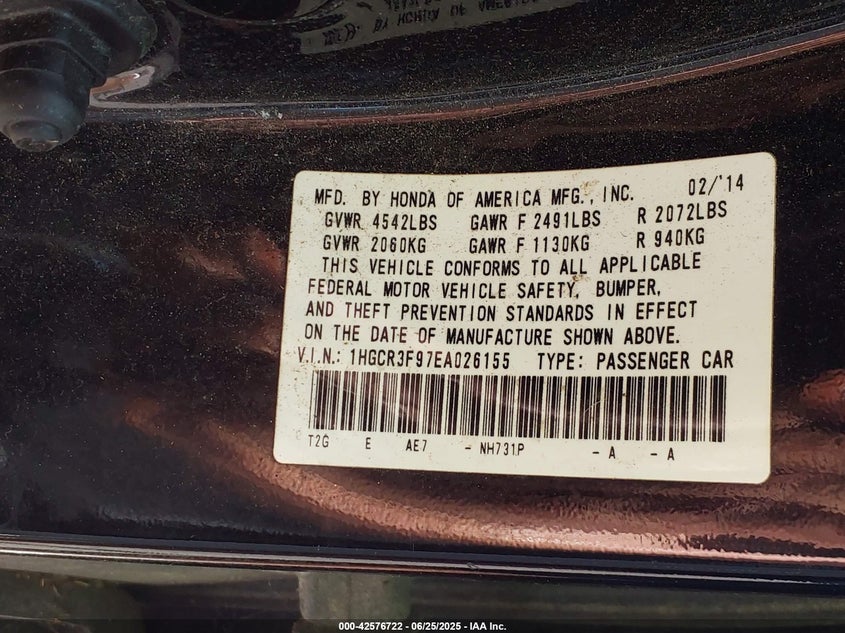 MFD. BY HONDA OF AMERICA MFG., INC. 02/'14
GVWR 4542LBS GAWR F 2491LBS R 2072LBS
GVWR 2060KG GAWR F 1130KG R 940KG
THIS VEHICLE CONFORMS TO ALL APPLICABLE
FEDERAL MOTOR VEHICLE SAFETY, BUMPER,
AND THEFT PREVENTION STANDARDS IN EFFECT
ON THE DATE OF MANUFACTURE SHOWN ABOVE.
V.I.N.: 1HGCR3F97EA026155 TYPE: PASSENGER CAR
T2G E AE7 - NH731P - A - A
000-42576722 - 06/25/2025 - IAA Inc.